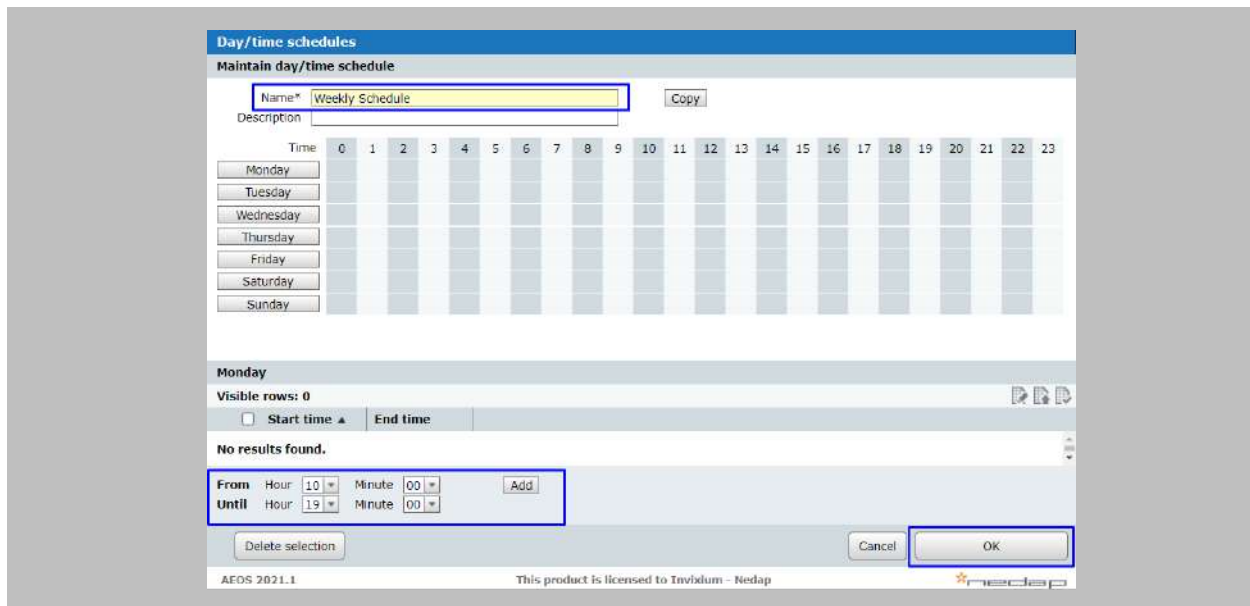 Day/time schedules
Maintain day/time schedule
Name* Weekly Schedule Copy
Description
Time 0 1 2 3 4 5 6 7 8 9 10 11 12 13 14 15 16 17 18 19 20 21 22 23
Monday
Tuesday
Wednesday
Thursday
Friday
Saturday
Sunday
Monday
Visible rows: 0
Start time ▲ End time
No results found.
From Hour 10 Minute 00 Add
Until Hour 19 Minute 00
Delete selection Cancel OK
AEOS 2021.1 This product is licensed to Invixium - Nedap nedap